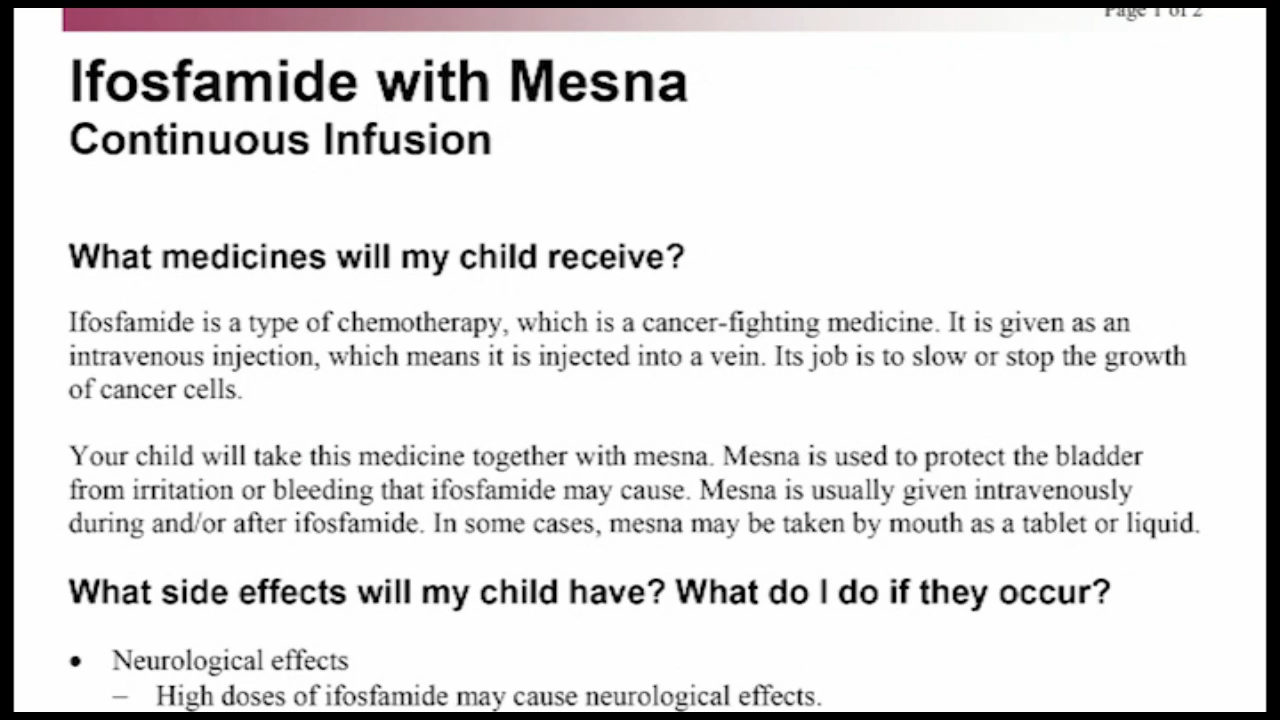 Page 1 of 2
Ifosfamide with Mesna
Continuous Infusion
What medicines will my child receive?
Ifosfamide is a type of chemotherapy, which is a cancer-fighting medicine. It is given as an
intravenous injection, which means it is injected into a vein. Its job is to slow or stop the growth
of cancer cells.
Your child will take this medicine together with mesna. Mesna is used to protect the bladder
from irritation or bleeding that ifosfamide may cause. Mesna is usually given intravenously
during and/or after ifosfamide. In some cases, mesna may be taken by mouth as a tablet or liquid.
What side effects will my child have? What do I do if they occur?
• Neurological effects
– High doses of ifosfamide may cause neurological effects.